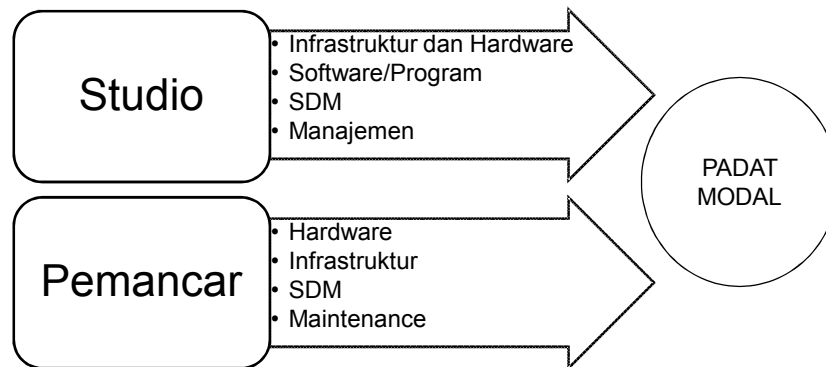 Studio
• Infrastruktur dan Hardware
• Software/Program
• SDM
• Manajemen
Pemancar
• Hardware
• Infrastruktur
• SDM
• Maintenance
PADAT
MODAL